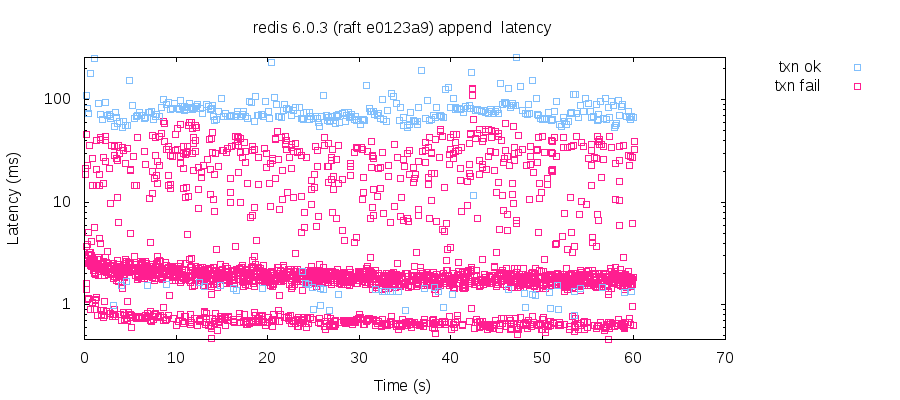 redis 6.0.3 (raft e0123a9) append  latency
txn ok
txn fail
Latency (ms)
100
10
1
0 10 20 30 40 50 60 70
Time (s)